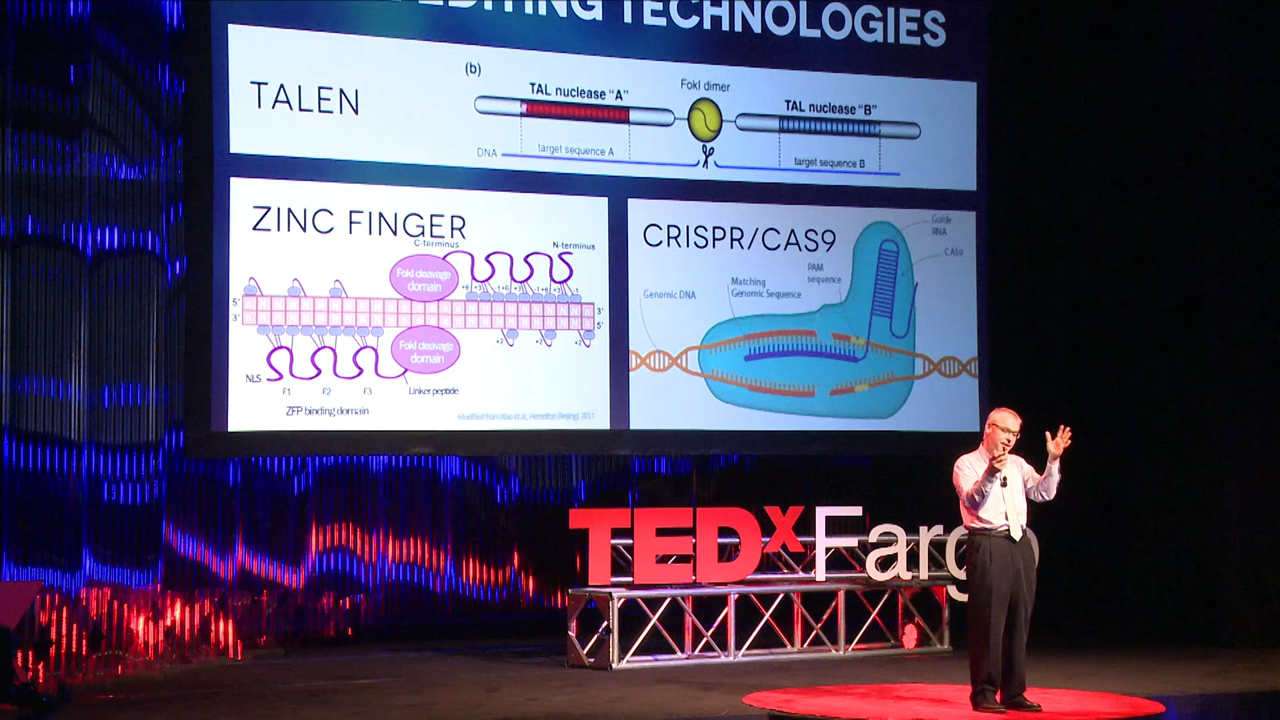 EDITING TECHNOLOGIES
TALEN
(b)
TAL nuclease "A"
FokI dimer
TAL nuclease "B"
DNA
target sequence A
target sequence B
ZINC FINGER
C-terminus
N-terminus
FokI cleavage
domain
5'
3'
3'
5'
FokI cleavage
domain
NLS
F1
F2
F3
Linker peptide
ZFP binding domain
CRISPR/CAS9
Guide
RNA
CAS9
PAM
sequence
Matching
Genomic Sequence
Genomic DNA
TEDx Fargo